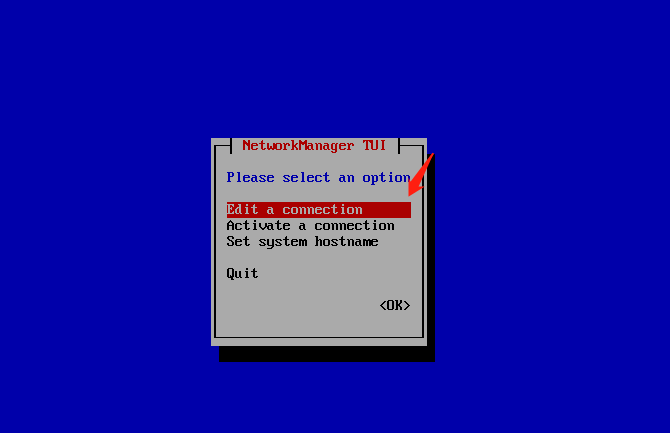 NetworkManager TUI
Please select an option
Edit a connection
Activate a connection
Set system hostname
Quit
<OK>